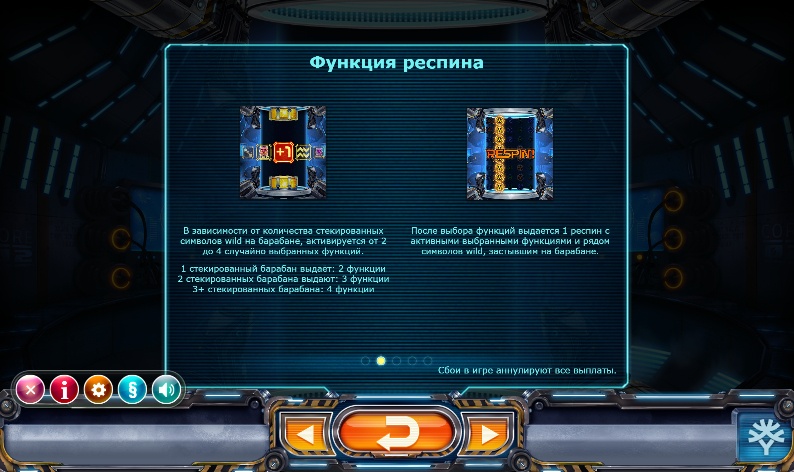 Функция респина
+1
RESPIN!
В зависимости от количества стекированных
символов wild на барабане, активируется от 2
до 4 случайно выбранных функций.
1 стекированный барабан выдает: 2 функции
2 стекированных барабана выдают: 3 функции
3+ стекированных барабана: 4 функции
После выбора функций выдается 1 респин с
активными выбранными функциями и рядом
символов wild, застывшим на барабане.
Сбои в игре аннулируют все выплаты.